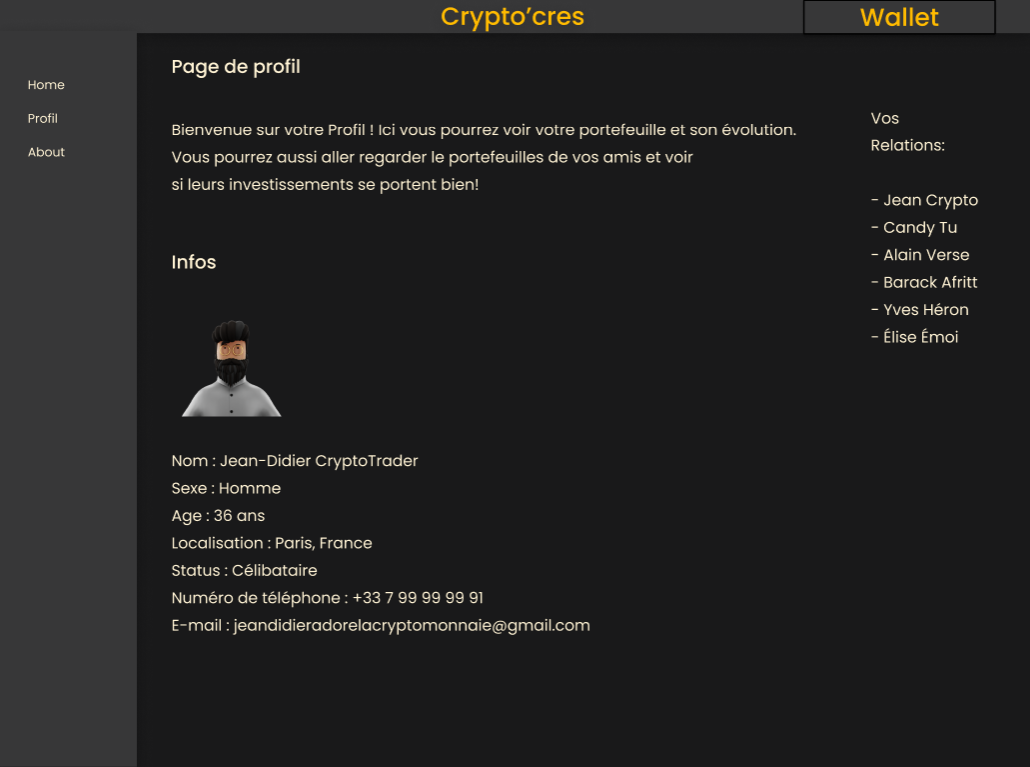 Crypto’cres
Wallet
Home
Profil
About
Page de profil
Bienvenue sur votre Profil ! Ici vous pourrez voir votre portefeuille et son évolution.
Vous pourrez aussi aller regarder le portefeuilles de vos amis et voir
si leurs investissements se portent bien!
Infos
Nom : Jean-Didier CryptoTrader
Sexe : Homme
Age : 36 ans
Localisation : Paris, France
Status : Célibataire
Numéro de téléphone : +33 7 99 99 99 91
E-mail : jeandidieradorelacryptomonnaie@gmail.com
Vos
Relations:
- Jean Crypto
- Candy Tu
- Alain Verse
- Barack Afritt
- Yves Héron
- Élise Émoi